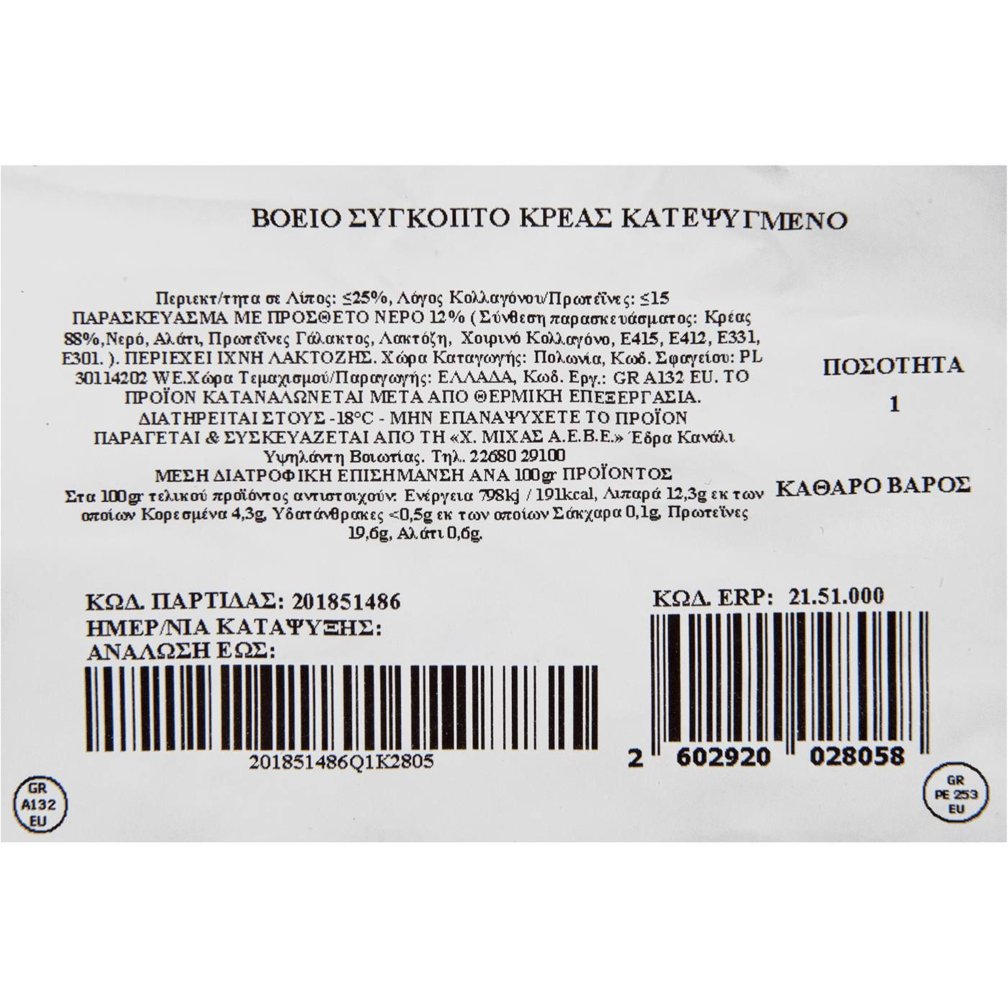 ΒΟΕΙΟ ΣΥΓΚΟΠΤΟ ΚΡΕΑΣ ΚΑΤΕΨΥΓΜΕΝΟ
Περιεκτ/τητα σε Λίπος: ≤25%, Λόγος Κολλαγόνου/Πρωτεΐνες: ≤15
ΠΑΡΑΣΚΕΥΑΣΜΑ ΜΕ ΠΡΟΣΘΕΤΟ ΝΕΡΟ 12% ( Σύνθεση παρασκευάσματος: Κρέας
88%,Νερό, Αλάτι, Πρωτεΐνες Γάλακτος, Λακτόζη, Χοιρινό Κολλαγόνο, Ε415, Ε412, Ε331,
Ε301. ). ΠΕΡΙΕΧΕΙ ΙΧΝΗ ΛΑΚΤΟΖΗΣ. Χώρα Καταγωγής: Πολωνία, Κωδ. Σφαγείου: PL
30114202 WE.Χώρα Τεμαχισμού/Παραγωγής: ΕΛΛΑΔΑ, Κωδ. Εργ.: GR A132 EU. ΤΟ
ΠΡΟΪΟΝ ΚΑΤΑΝΑΛΩΝΕΤΑΙ ΜΕΤΑ ΑΠΟ ΘΕΡΜΙΚΗ ΕΠΕΞΕΡΓΑΣΙΑ.
ΔΙΑΤΗΡΕΙΤΑΙ ΣΤΟΥΣ -18°C - ΜΗΝ ΕΠΑΝΑΨΥΧΕΤΕ ΤΟ ΠΡΟΪΟΝ
ΠΑΡΑΓΕΤΑΙ & ΣΥΣΚΕΥΑΖΕΤΑΙ ΑΠΟ ΤΗ «Χ. ΜΙΧΑΣ Α.Ε.Β.Ε.» Έδρα Κανάλι
Υψηλάντη Βοιωτίας. Τηλ. 22680 29100
ΜΕΣΗ ΔΙΑΤΡΟΦΙΚΗ ΕΠΙΣΗΜΑΝΣΗ ΑΝΑ 100gr ΠΡΟΪΟΝΤΟΣ
Στα 100gr τελικού προϊόντος αντιστοιχούν: Ενέργεια 798kj / 191kcal, Λιπαρά 12,3g εκ των
οποίων Κορεσμένα 4,3g, Υδατάνθρακες <0,5g εκ των οποίων Σάκχαρα 0,1g, Πρωτεΐνες
19,6g, Αλάτι 0,6g.
ΠΟΣΟΤΗΤΑ
1
ΚΑΘΑΡΟ ΒΑΡΟΣ
ΚΩΔ. ΠΑΡΤΙΔΑΣ: 201851486
ΗΜΕΡ/ΝΙΑ ΚΑΤΑΨΥΞΗΣ:
ΑΝΑΛΩΣΗ ΕΩΣ:
201851486Q1K2805
ΚΩΔ. ERP: 21.51.000
2 602920 028058
GR
A132
EU
GR
PE 253
EU